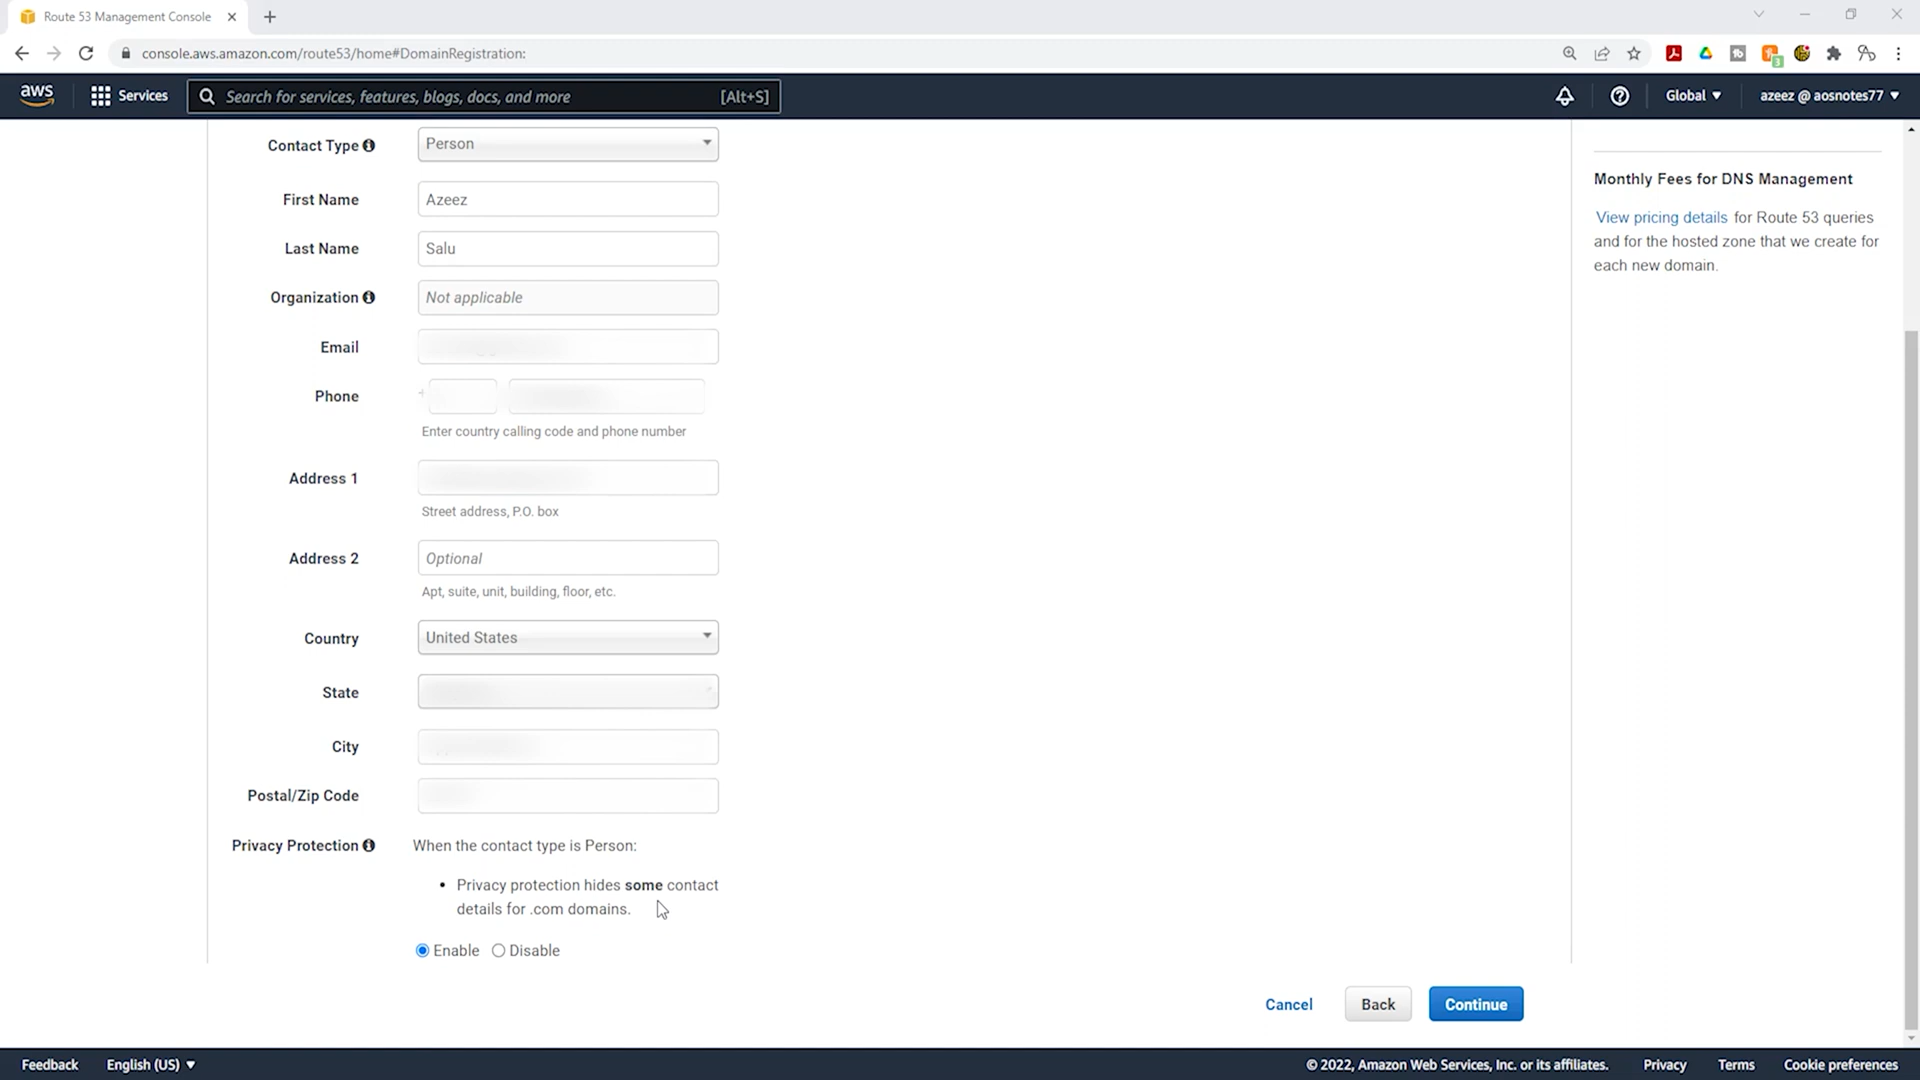 Route 53 Management Console
console.aws.amazon.com/route53/home#DomainRegistration:
aws
Services
Search for services, features, blogs, docs, and more
[Alt+S]
Global
azeez @ aosnotes77
Contact Type
Person
First Name
Azeez
Last Name
Salu
Organization
Not applicable
Email
Phone
+
Enter country calling code and phone number
Address 1
Street address, P.O. box
Address 2
Optional
Apt, suite, unit, building, floor, etc.
Country
United States
State
City
Postal/Zip Code
Privacy Protection
When the contact type is Person:
• Privacy protection hides some contact
details for .com domains.
Enable
Disable
Monthly Fees for DNS Management
View pricing details for Route 53 queries
and for the hosted zone that we create for
each new domain.
Cancel
Back
Continue
Feedback
English (US)
© 2022, Amazon Web Services, Inc. or its affiliates.
Privacy
Terms
Cookie preferences